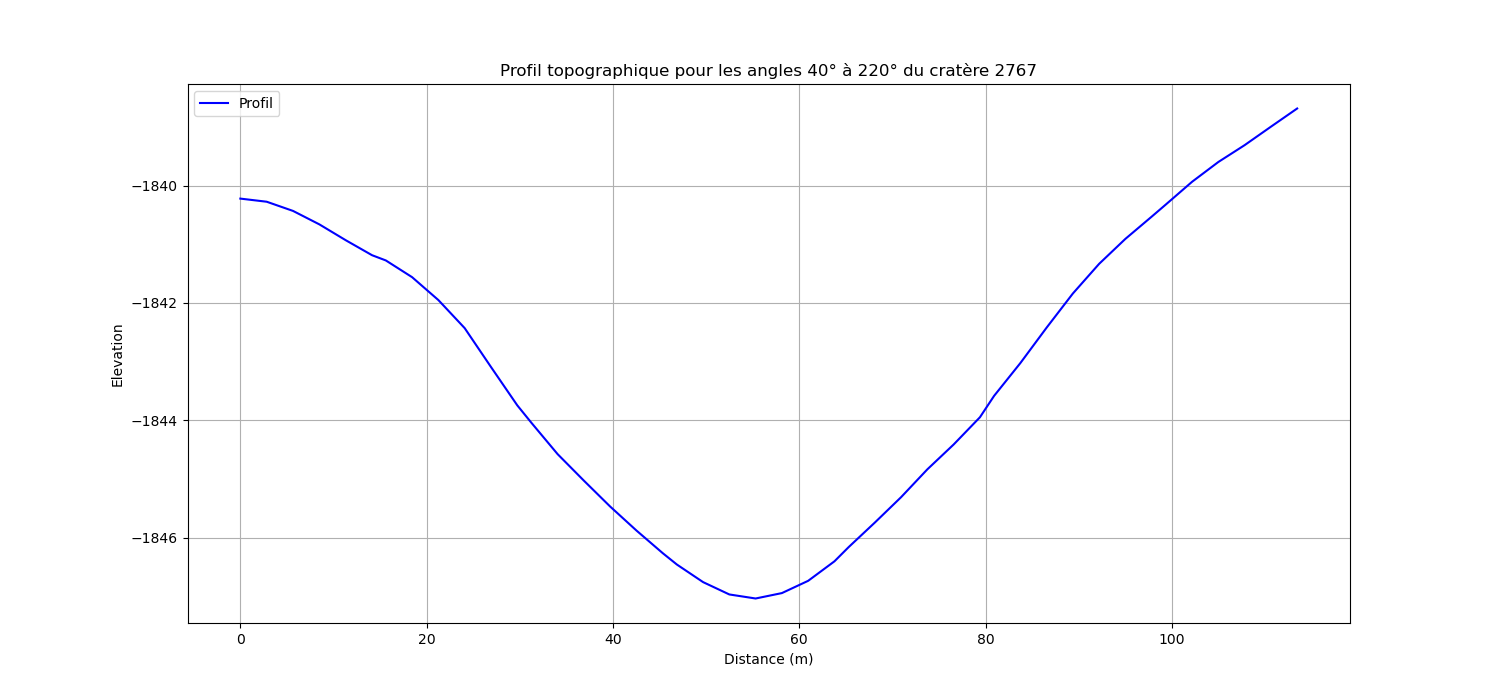 Profil topographique pour les angles 40° à 220° du cratère 2767
Profil
Elevation
−1840
−1842
−1844
−1846
0 20 40 60 80 100
Distance (m)